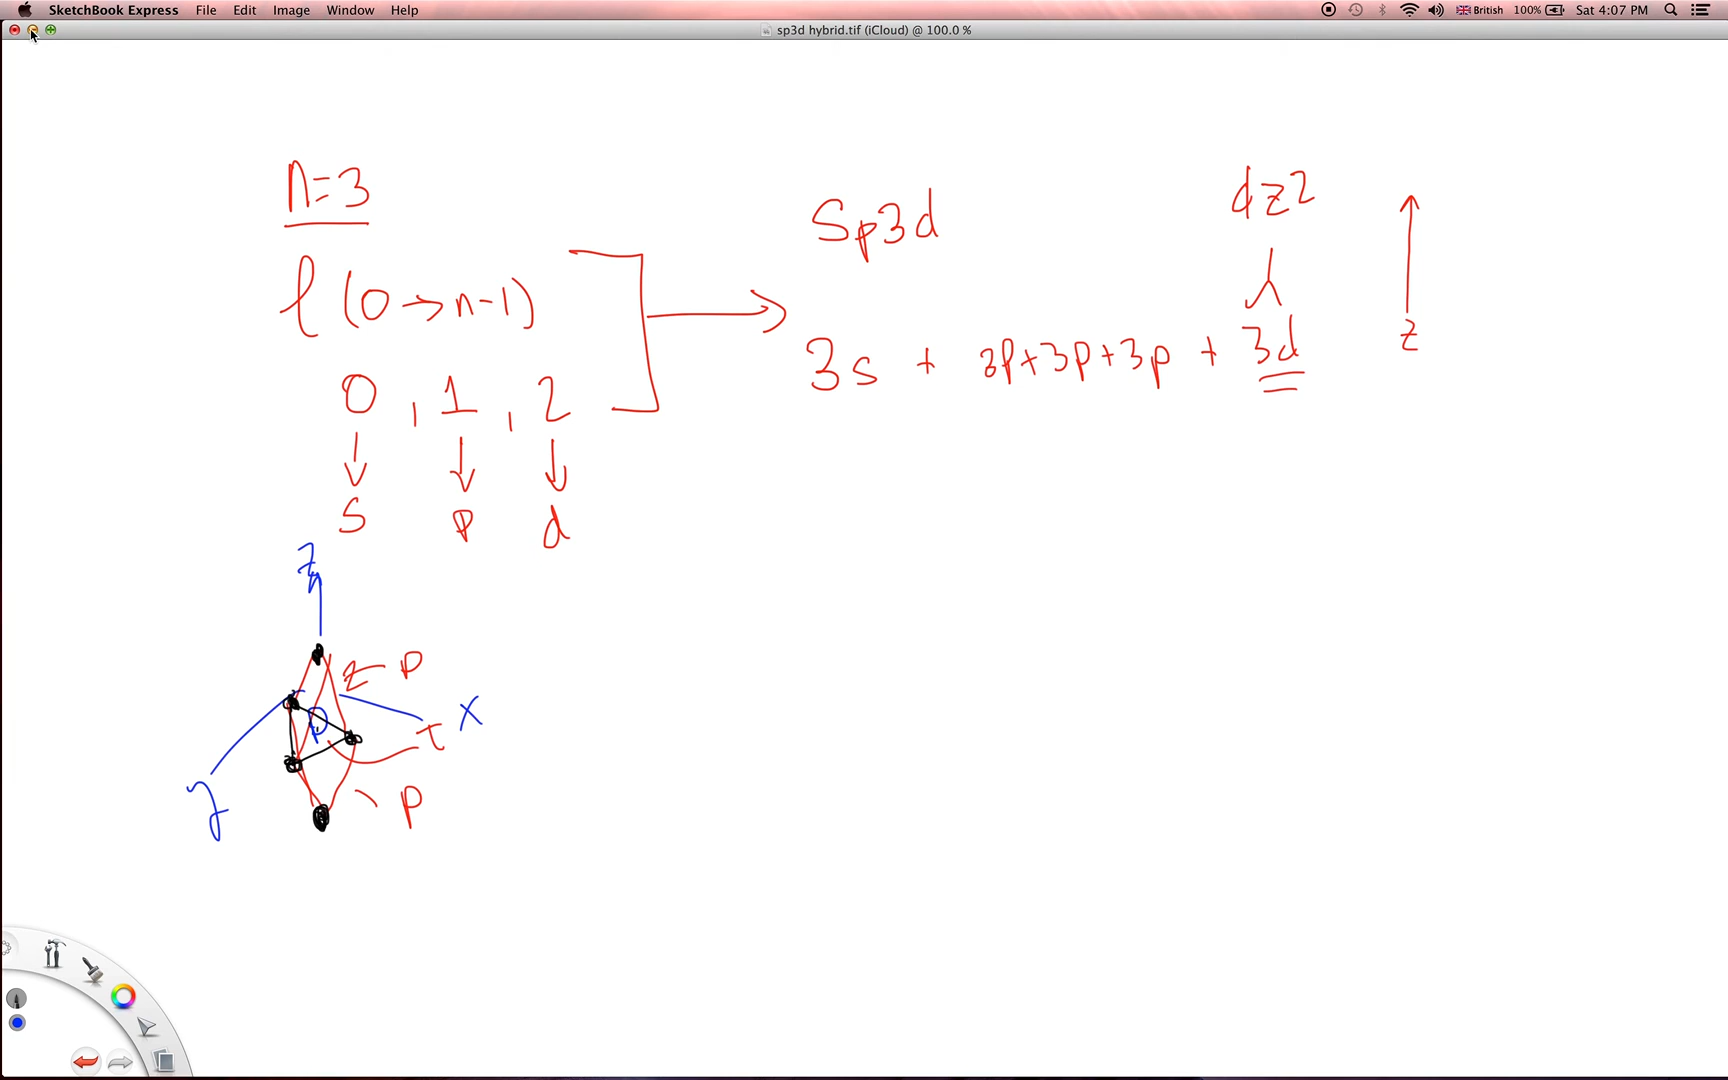 SketchBook Express File Edit Image Window Help British 100% Sat 4:07 PM
sp3d hybrid.tif (iCloud) @ 100.0 %
n=3
l (0→n-1)
0, 1, 2
s p d
Sp3d
dz2
3s + 3p+3p+3p + 3d
z
z
x
y
P
P